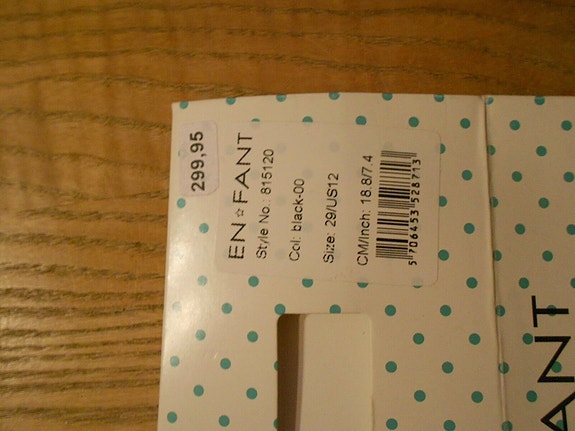 299,95
EN☆FANT
Style No.: 815120
Col: black-00
Size: 29/US12
CM/Inch: 18.8/7.4
5 706453 528713
ANT